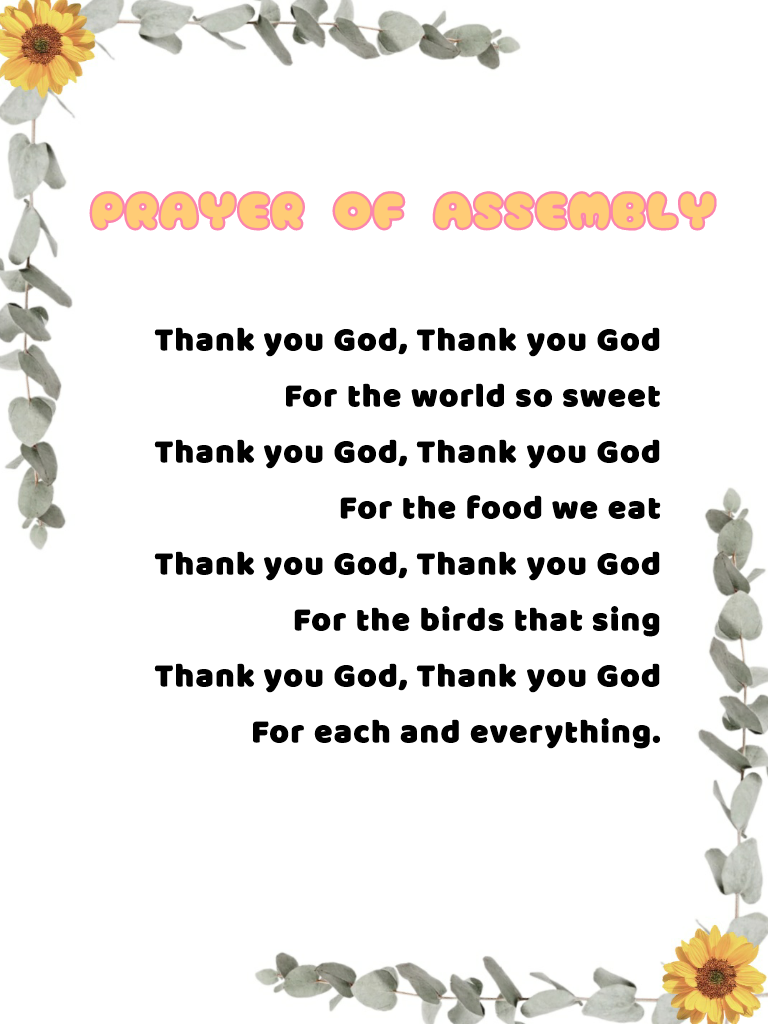 PRAYER OF ASSEMBLY
Thank you God, Thank you God
For the world so sweet
Thank you God, Thank you God
For the food we eat
Thank you God, Thank you God
For the birds that sing
Thank you God, Thank you God
For each and everything.